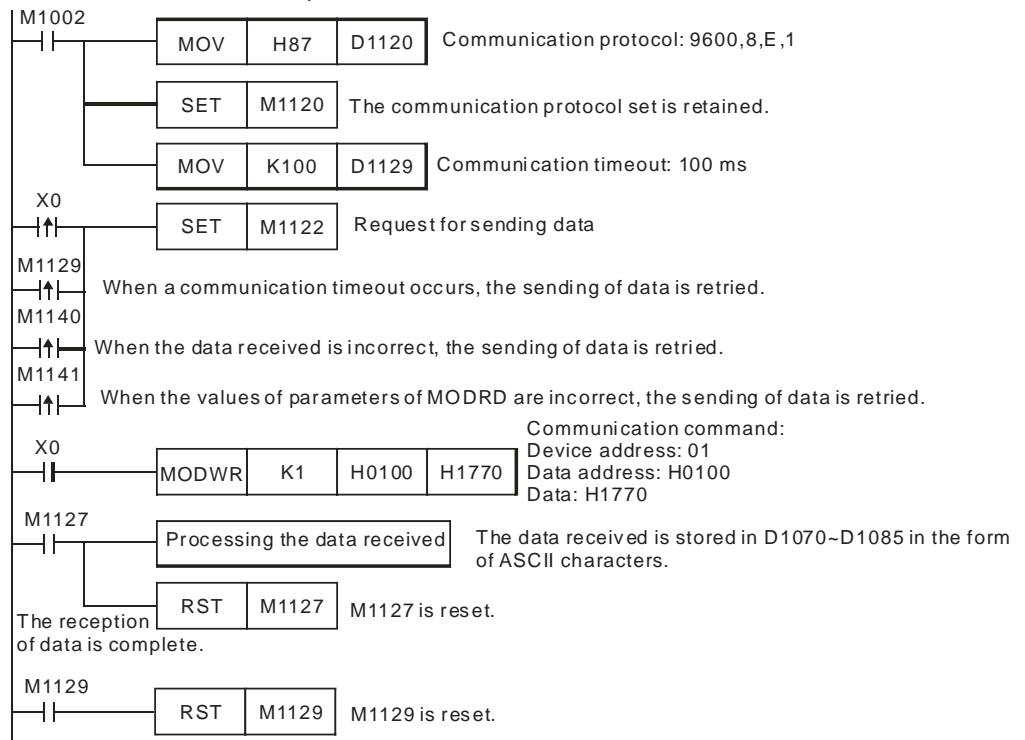 M1002
MOV H87 D1120 Communication protocol: 9600,8,E,1
SET M1120 The communication protocol set is retained.
MOV K100 D1129 Communication timeout: 100 ms
X0
SET M1122 Request for sending data
M1129
When a communication timeout occurs, the sending of data is retried.
M1140
When the data received is incorrect, the sending of data is retried.
M1141
When the values of parameters of MODRD are incorrect, the sending of data is retried.
X0
MODWR K1 H0100 H1770
Communication command:
Device address: 01
Data address: H0100
Data: H1770
M1127
Processing the data received
The data received is stored in D1070~D1085 in the form
of ASCII characters.
RST M1127 M1127 is reset.
The reception
of data is complete.
M1129
RST M1129 M1129 is reset.